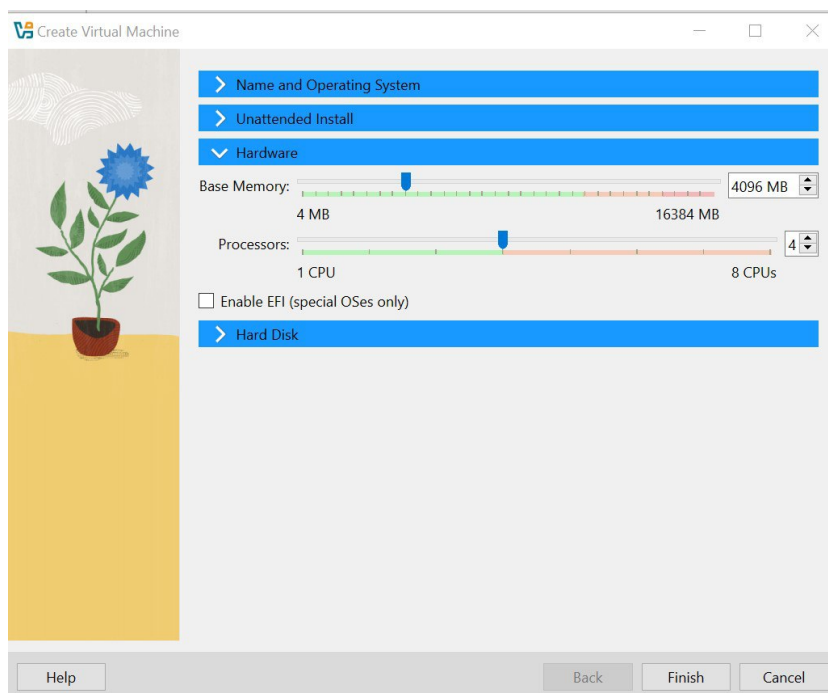 Create Virtual Machine
Name and Operating System
Unattended Install
Hardware
Base Memory: 4096 MB
4 MB 16384 MB
Processors: 4
1 CPU 8 CPUs
Enable EFI (special OSes only)
Hard Disk
Help Back Finish Cancel